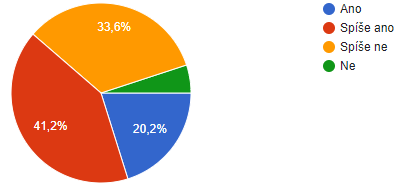 33,6%
41,2%
20,2%
Ano
Spíše ano
Spíše ne
Ne